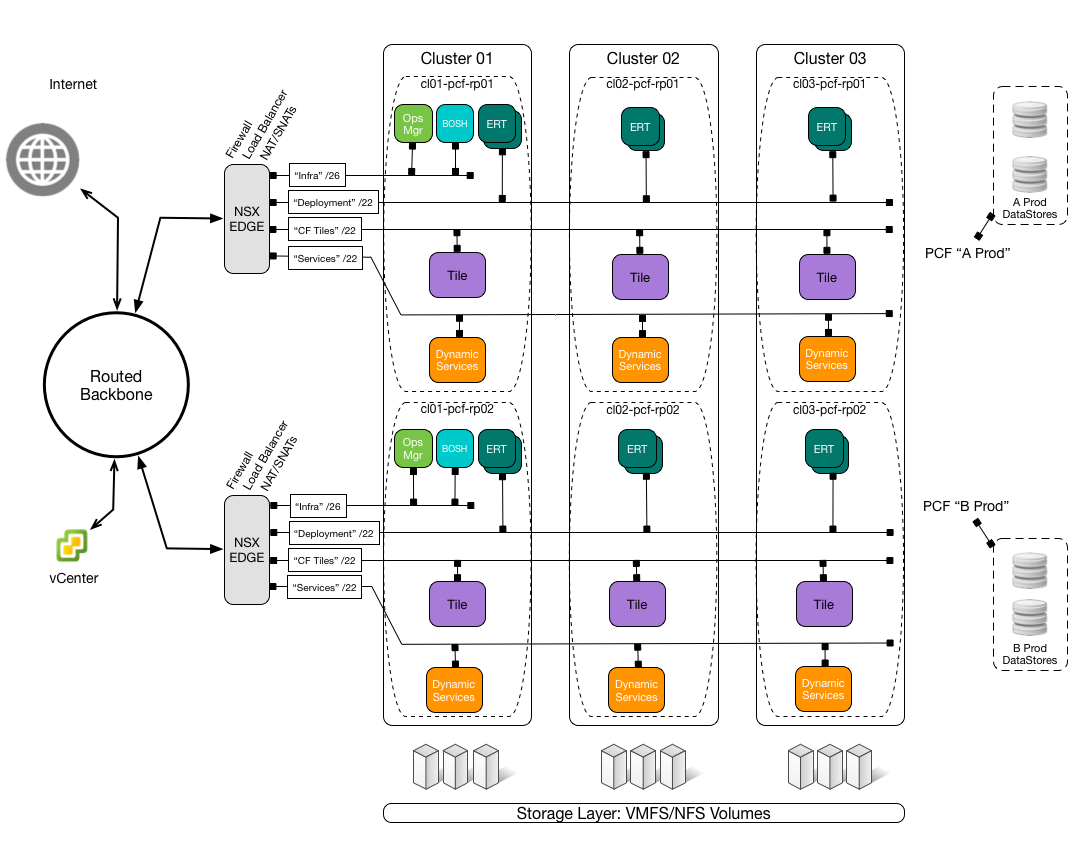 Internet
Cluster 01
Cluster 02
Cluster 03
cl01-pcf-rp01
cl02-pcf-rp01
cl03-pcf-rp01
Firewall
Load Balancer
NAT/SNATs
Ops
Mgr
BOSH
ERT
ERT
ERT
NSX
EDGE
“Infra” /26
“Deployment” /22
“CF Tiles” /22
“Services” /22
Tile
Tile
Tile
Dynamic
Services
Dynamic
Services
Dynamic
Services
A Prod
DataStores
PCF “A Prod”
Routed
Backbone
cl01-pcf-rp02
cl02-pcf-rp02
cl03-pcf-rp02
Firewall
Load Balancer
NAT/SNATs
Ops
Mgr
BOSH
ERT
ERT
ERT
NSX
EDGE
“Infra” /26
“Deployment” /22
“CF Tiles” /22
“Services” /22
Tile
Tile
Tile
Dynamic
Services
Dynamic
Services
Dynamic
Services
PCF “B Prod”
B Prod
DataStores
vCenter
Storage Layer: VMFS/NFS Volumes